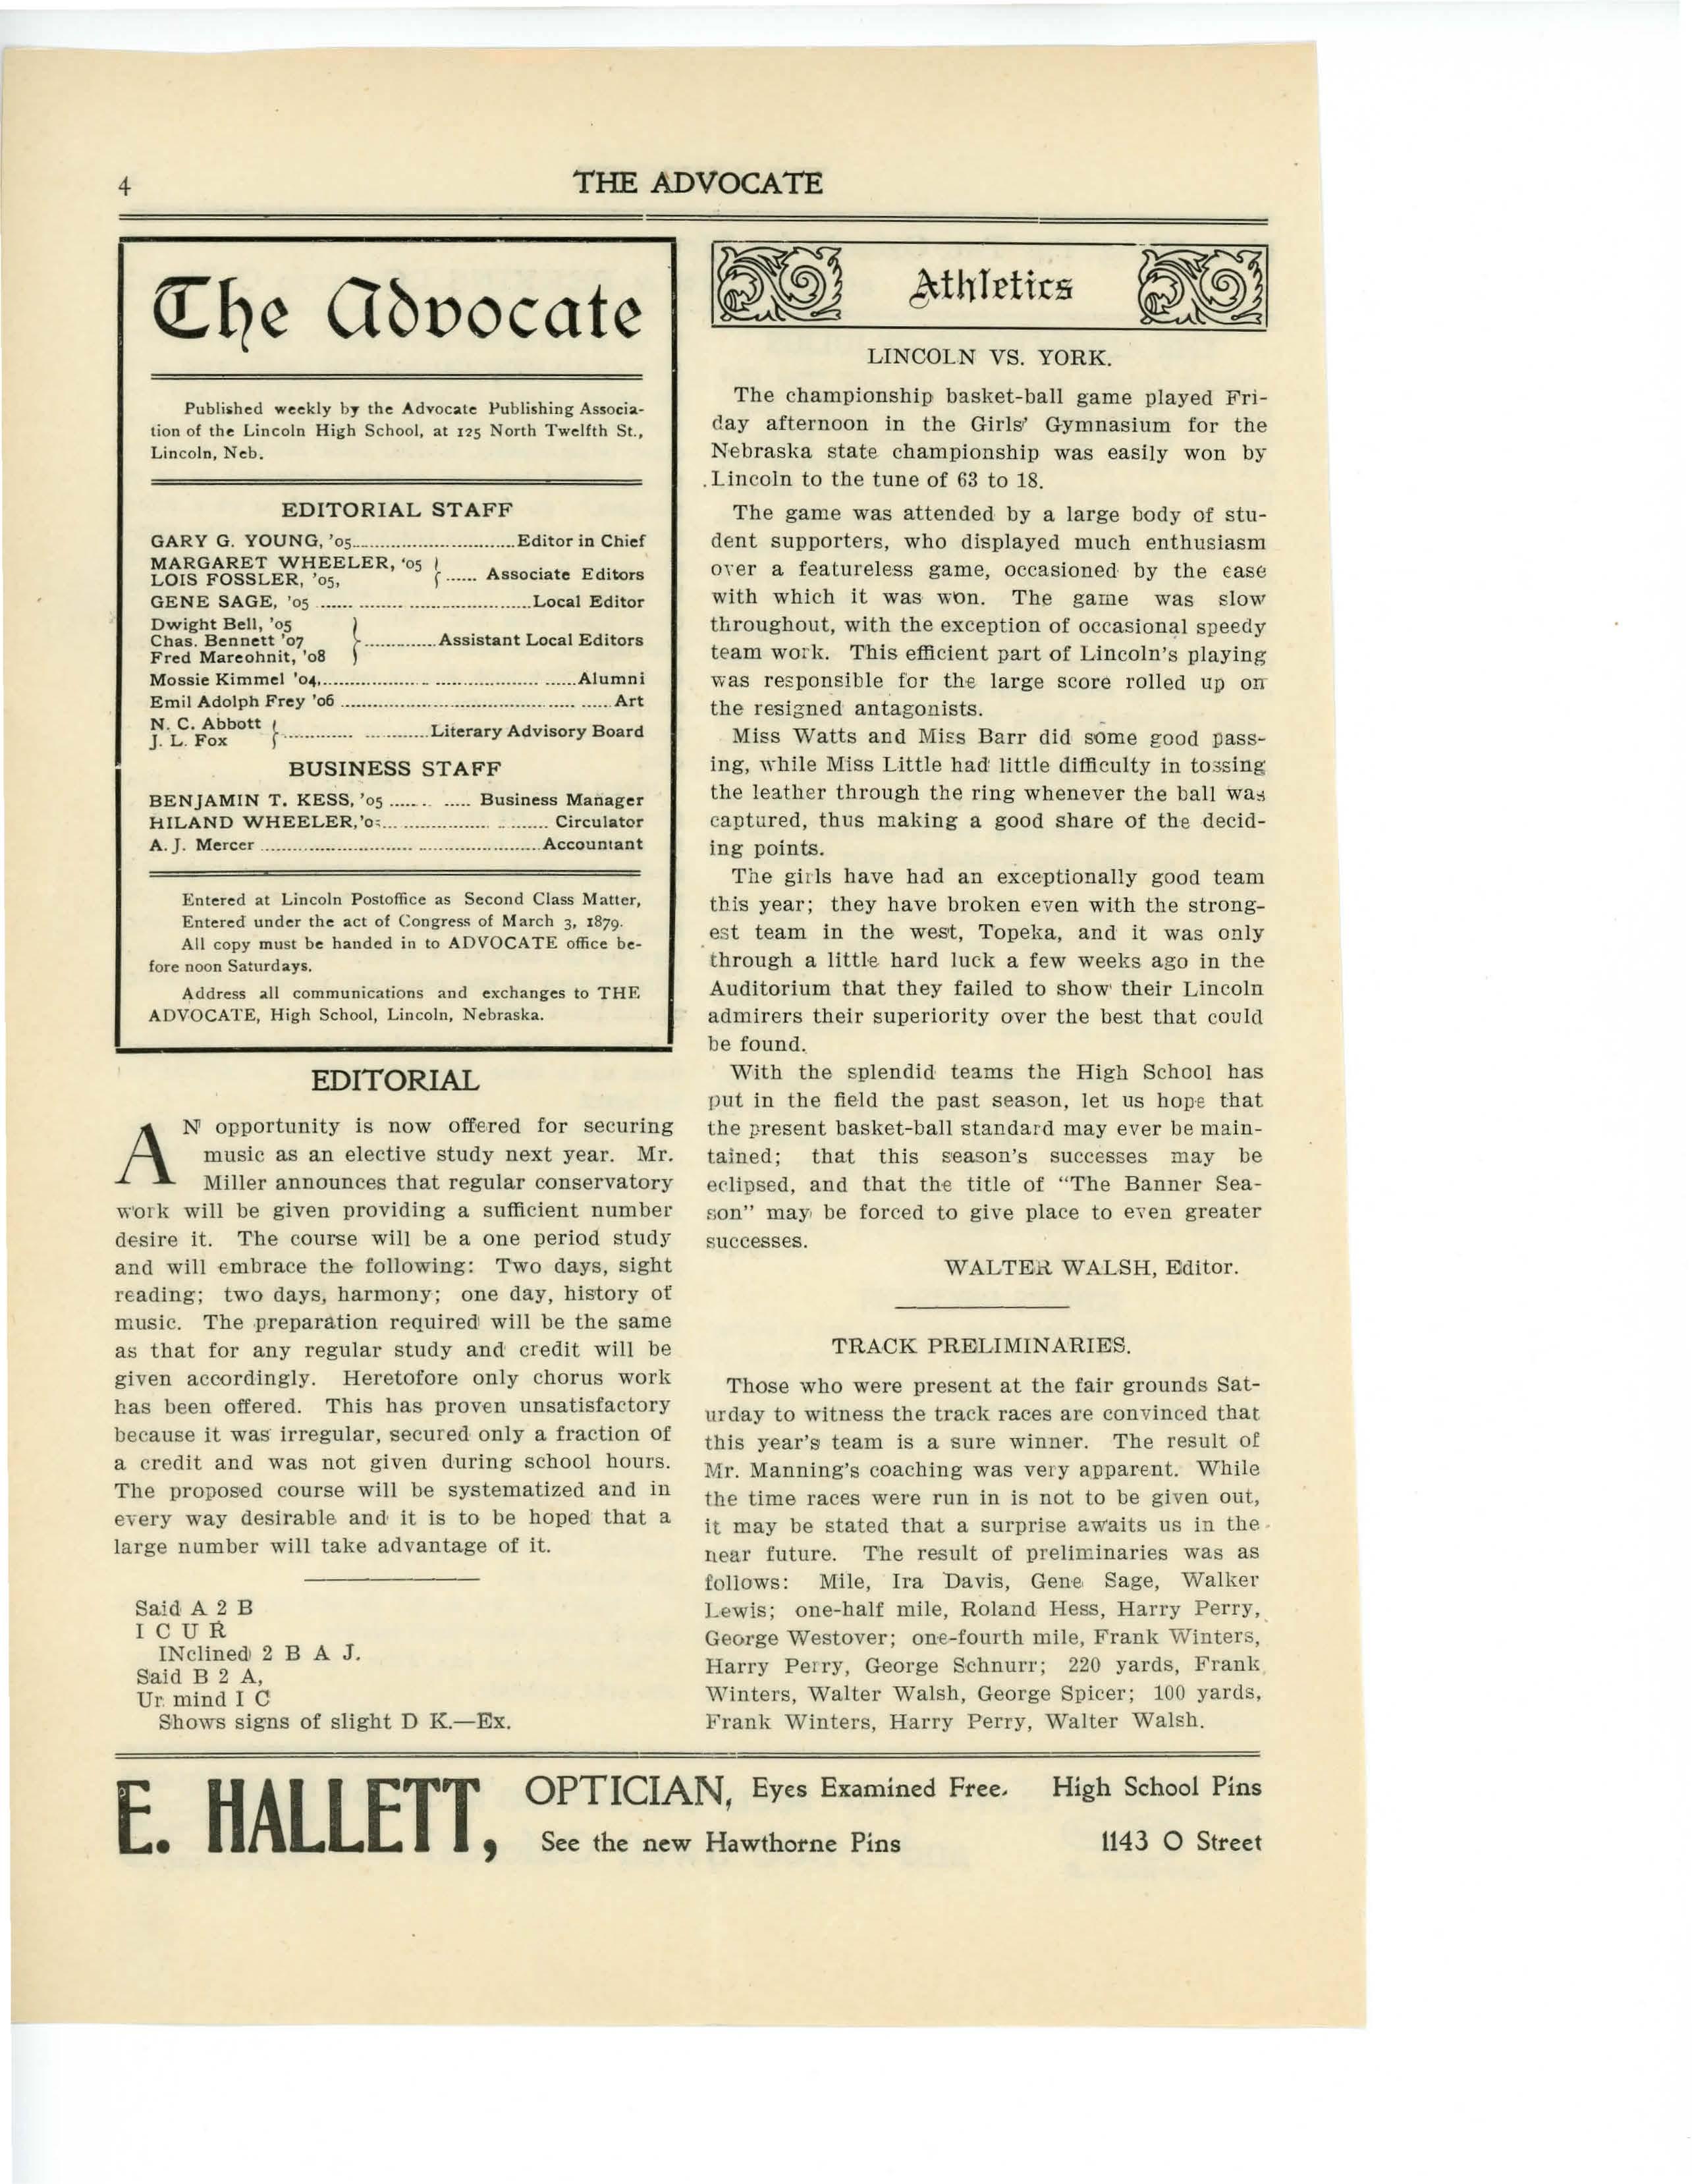 4
THE ADVOCATE
The Advocate
Published weekly by the Advocate Publishing Associa-
tion of the Lincoln High School, at 125 North Twelfth St.,
Lincoln, Neb.
EDITORIAL STAFF
GARY G. YOUNG, '05 Editor in Chief
MARGARET WHEELER, '05
LOIS FOSSLER, '05, Associate Editors
GENE SAGE, '05 Local Editor
Dwight Bell, '05
Chas. Bennett '07 Assistant Local Editors
Fred Mareohnit, '08
Mossie Kimmel '04, Alumni
Emil Adolph Frey '06 Art
N. C. Abbott
J. L. Fox Literary Advisory Board
BUSINESS STAFF
BENJAMIN T. KESS, '05 Business Manager
HILAND WHEELER, Circulator
A. J. Mercer Accountant
Entered at Lincoln Postoffice as Second Class Matter,
Entered under the act of Congress of March 3, 1879.
All copy must be handed in to ADVOCATE office be-
fore noon Saturdays.
Address all communications and exchanges to THE
ADVOCATE, High School, Lincoln, Nebraska.
EDITORIAL
AN opportunity is now offered for securing
music as an elective study next year. Mr.
Miller announces that regular conservatory
work will be given providing a sufficient number
desire it. The course will be a one period study
and will embrace the following: Two days, sight
reading; two days, harmony; one day, history of
music. The preparation required will be the same
as that for any regular study and credit will be
given accordingly. Heretofore only chorus work
has been offered. This has proven unsatisfactory
because it was irregular, secured only a fraction of
a credit and was not given during school hours.
The proposed course will be systematized and in
every way desirable and it is to be hoped that a
large number will take advantage of it.
Said A 2 B
I C U R
INclined 2 B A J.
Said B 2 A,
Ur mind I C
Shows signs of slight D K.—Ex.
Athletics
LINCOLN VS. YORK.
The championship basket-ball game played Fri-
day afternoon in the Girls' Gymnasium for the
Nebraska state championship was easily won by
Lincoln to the tune of 63 to 18.
The game was attended by a large body of stu-
dent supporters, who displayed much enthusiasm
over a featureless game, occasioned by the ease
with which it was won. The game was slow
throughout, with the exception of occasional speedy
team work. This efficient part of Lincoln's playing
was responsible for the large score rolled up on
the resigned antagonists.
Miss Watts and Miss Barr did some good pass-
ing, while Miss Little had little difficulty in tossing
the leather through the ring whenever the ball was
captured, thus making a good share of the decid-
ing points.
The girls have had an exceptionally good team
this year; they have broken even with the strong-
est team in the west, Topeka, and it was only
through a little hard luck a few weeks ago in the
Auditorium that they failed to show their Lincoln
admirers their superiority over the best that could
be found.
With the splendid teams the High School has
put in the field the past season, let us hope that
the present basket-ball standard may ever be main-
tained; that this season's successes may be
eclipsed, and that the title of "The Banner Sea-
son" may be forced to give place to even greater
successes.
WALTER WALSH, Editor.
TRACK PRELIMINARIES.
Those who were present at the fair grounds Sat-
urday to witness the track races are convinced that
this year's team is a sure winner. The result of
Mr. Manning's coaching was very apparent. While
the time races were run in is not to be given out,
it may be stated that a surprise awaits us in the
near future. The result of preliminaries was as
follows: Mile, Ira Davis, Gene Sage, Walker
Lewis; one-half mile, Roland Hess, Harry Perry,
George Westover; one-fourth mile, Frank Winters,
Harry Perry, George Schnurr; 220 yards, Frank
Winters, Walter Walsh, George Spicer; 100 yards,
Frank Winters, Harry Perry, Walter Walsh.
E. HALLETT, OPTICIAN, Eyes Examined Free. High School Pins
See the new Hawthorne Pins 1143 O Street